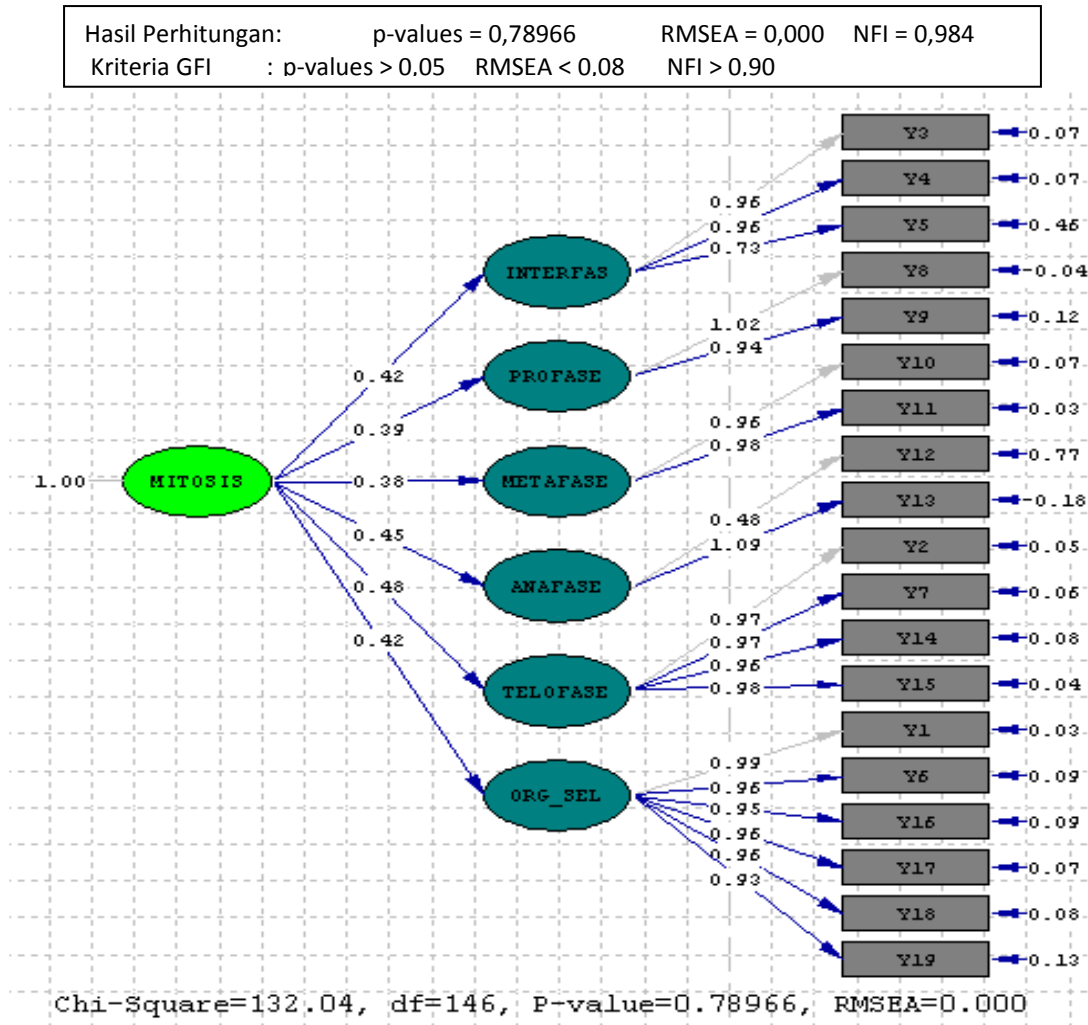 Hasil Perhitungan: p-values = 0,78966 RMSEA = 0,000 NFI = 0,984
Kriteria GFI : p-values > 0,05 RMSEA < 0,08 NFI > 0,90
Y3 0.07
Y4 0.07
0.96
Y5 0.46
0.96
0.73
INTERFAS
Y8 -0.04
Y9 0.12
1.02
0.94
Y10 0.07
0.42
PROFASE
Y11 0.03
0.96
0.39
0.98
Y12 0.77
1.00 MITOSIS 0.38 METAFASE
Y13 -0.18
0.48
0.45
1.09
Y2 0.05
0.48 ANAFASE
Y7 0.06
0.97
0.42
0.97
Y14 0.08
0.96
TELOFASE 0.98 Y15 0.04
Y1 0.03
0.99
Y6 0.09
0.96
ORG_SEL
0.95
Y16 0.09
0.96
0.96
Y17 0.07
0.93
Y18 0.08
Y19 0.13
Chi-Square=132.04, df=146, P-value=0.78966, RMSEA=0.000